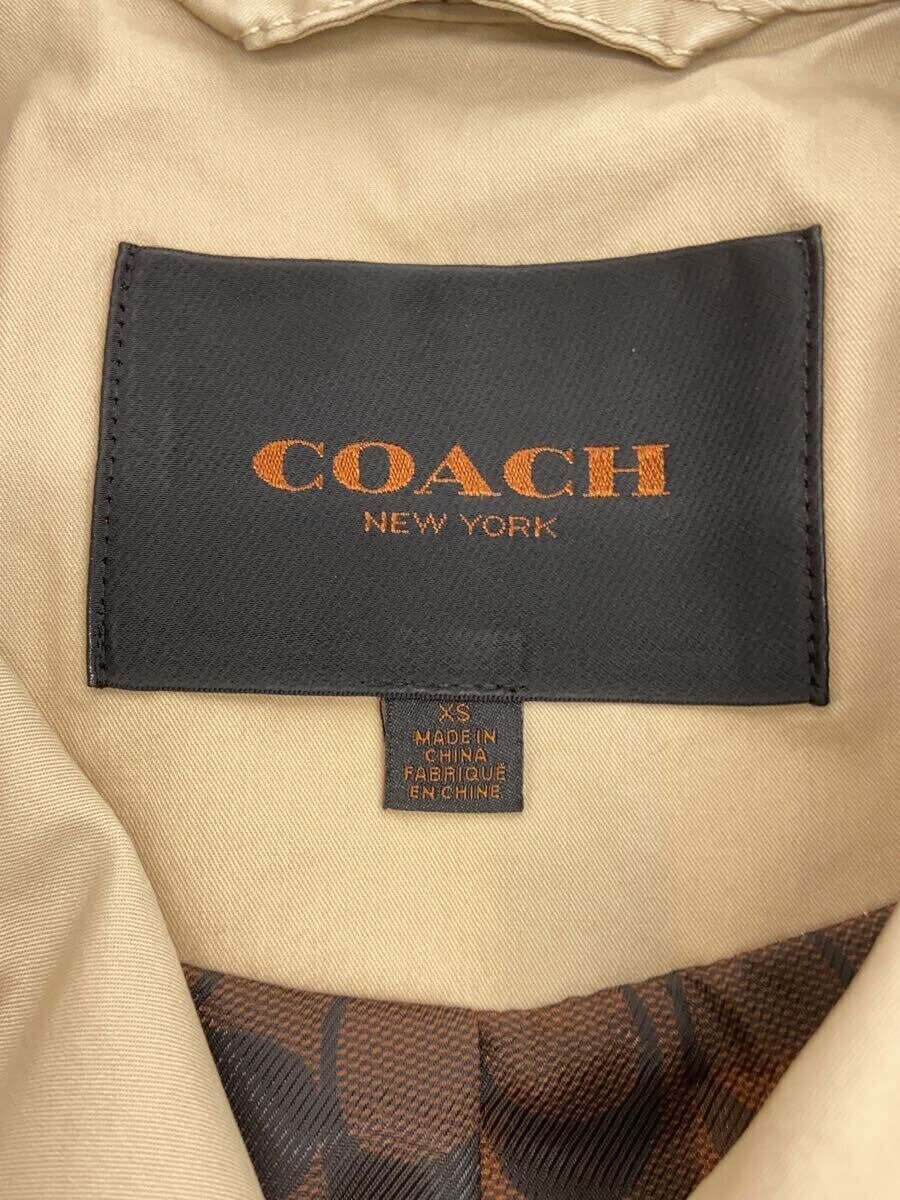 COACH
NEW YORK
XS
MADE IN
CHINA
FABRIQUÉ
EN CHINE